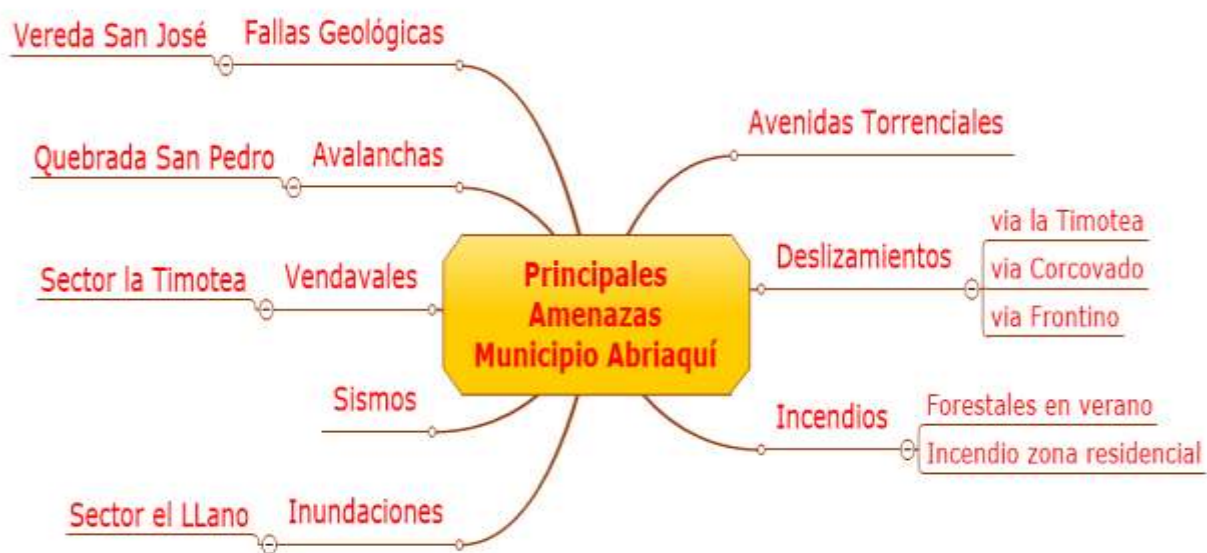 Principales
Amenazas
Municipio Abriaquí
Avenidas Torrenciales
Deslizamientos
via la Timotea
via Corcovado
via Frontino
Incendios
Forestales en verano
Incendio zona residencial
Fallas Geológicas
Vereda San José
Avalanchas
Quebrada San Pedro
Vendavales
Sector la Timotea
Sismos
Inundaciones
Sector el LLano